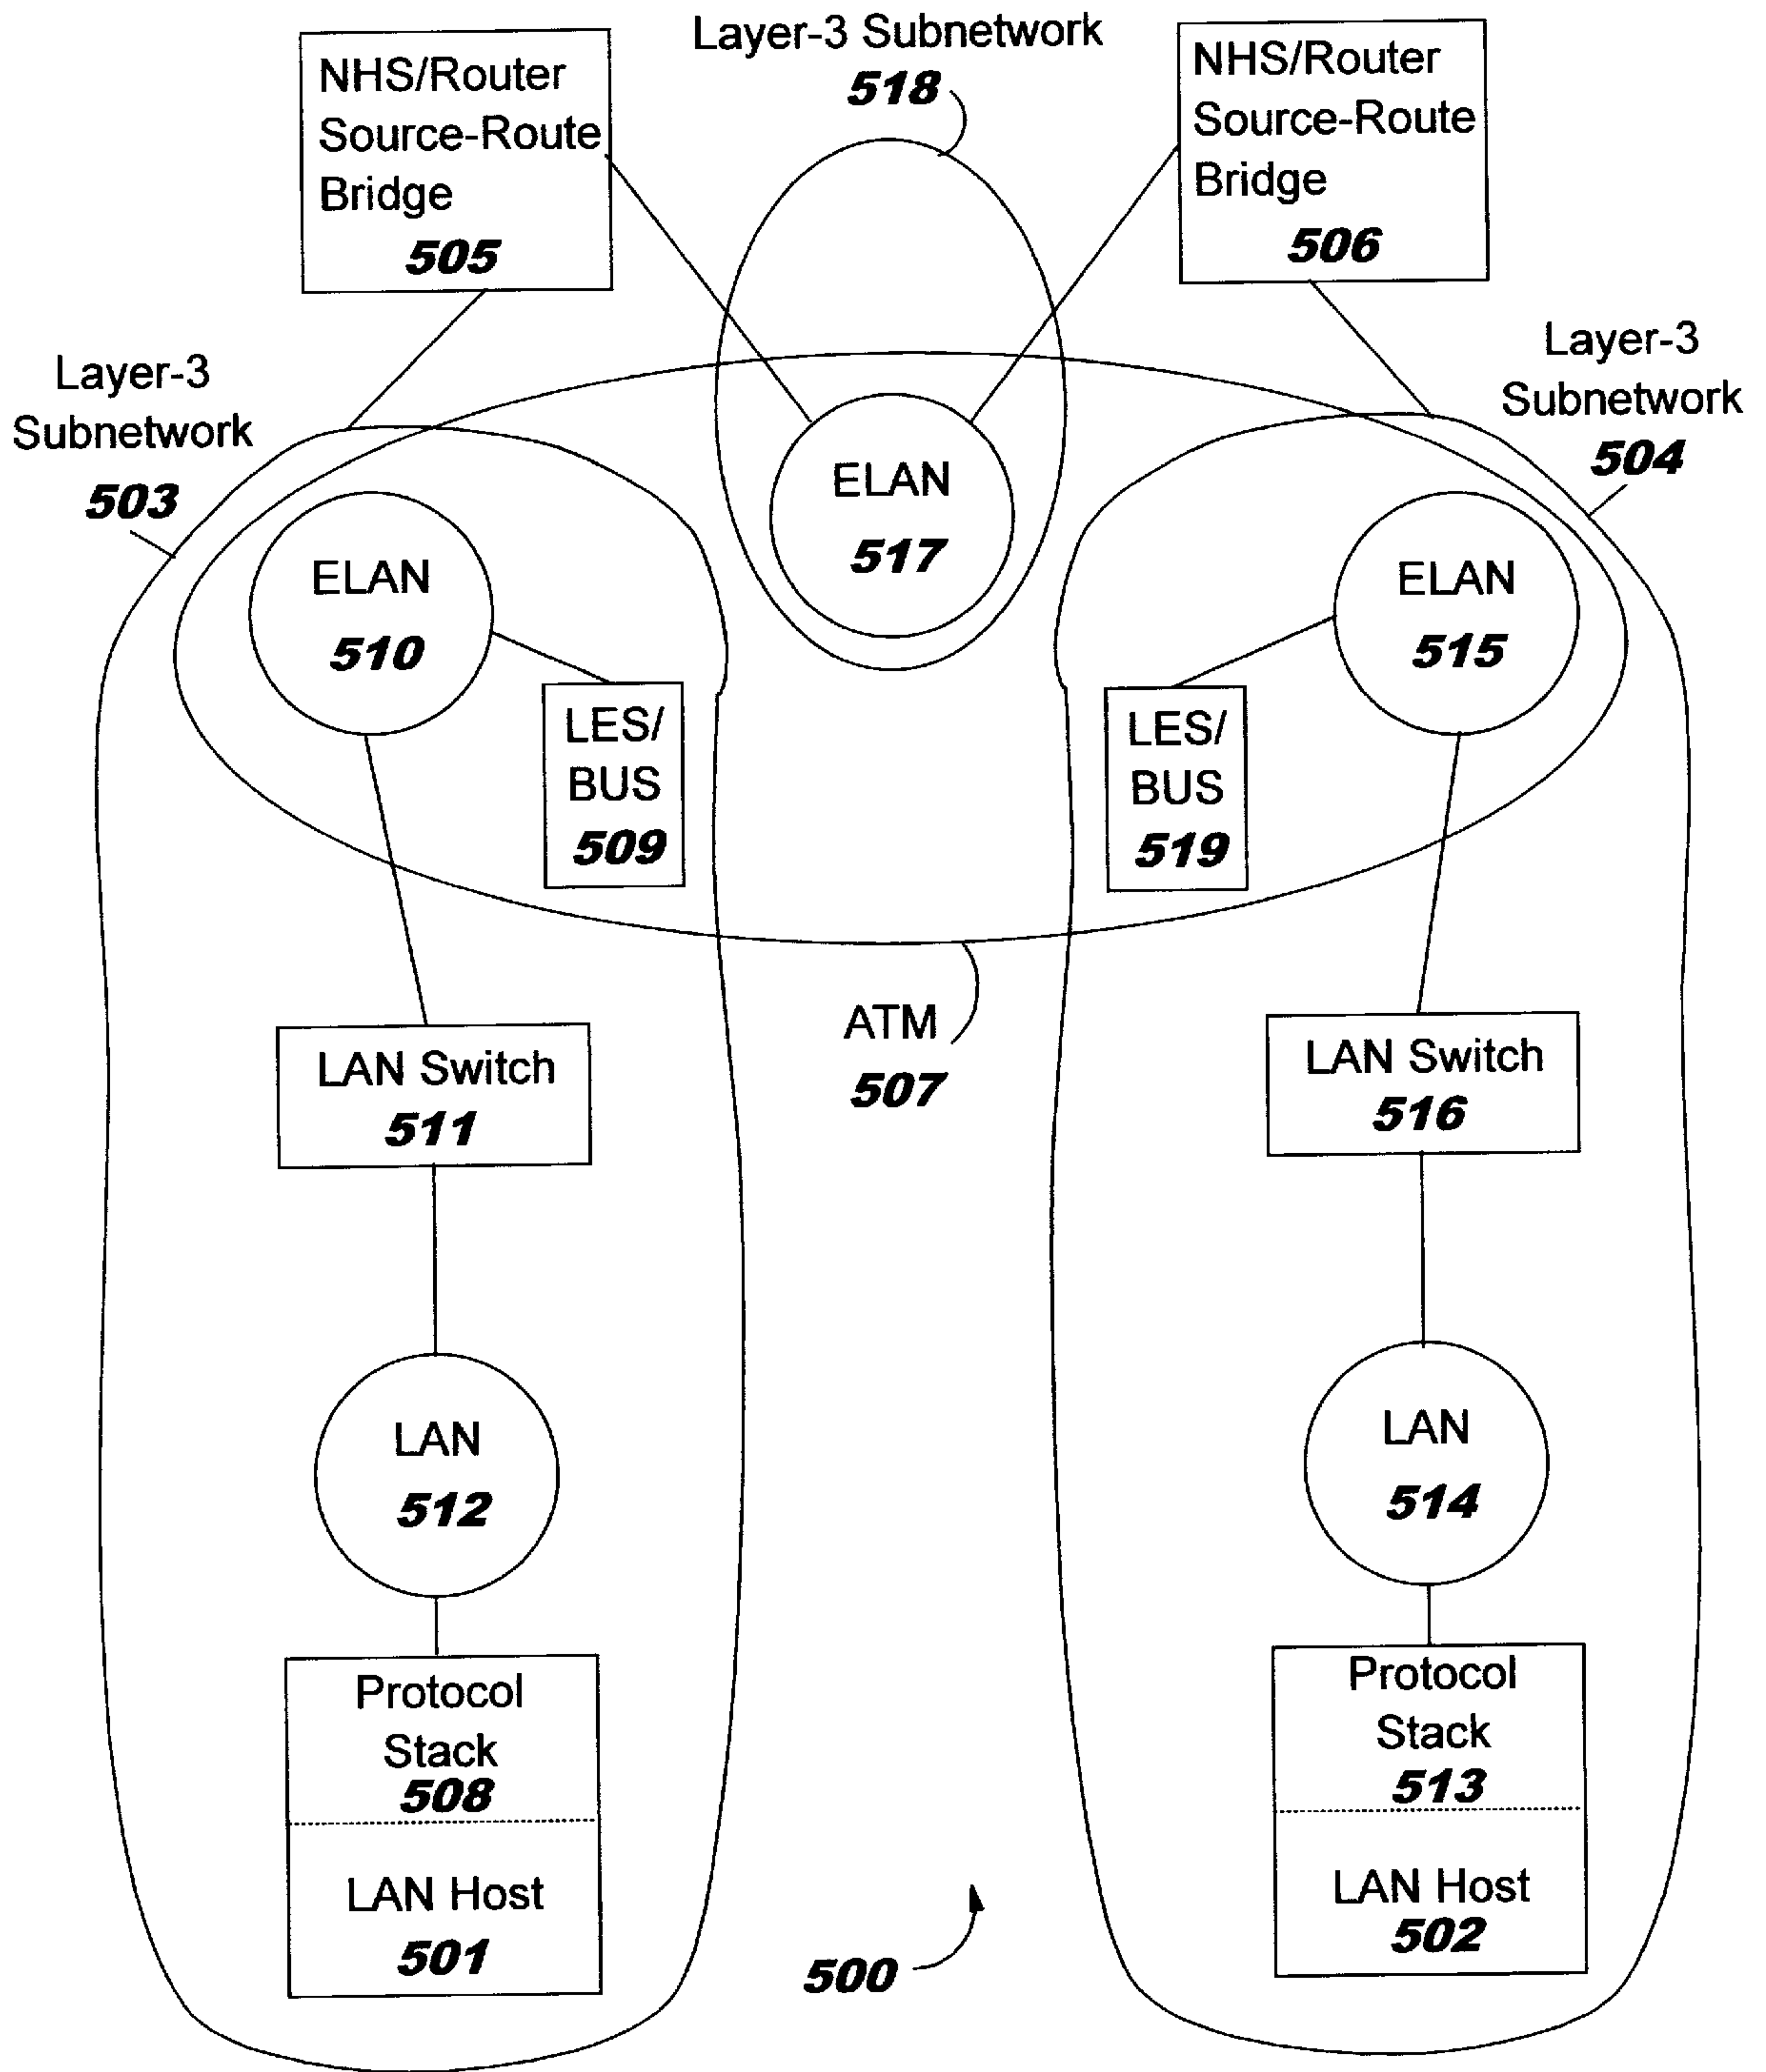 NHS/Router
Source-Route
Bridge
505
Layer-3 Subnetwork
518
NHS/Router
Source-Route
Bridge
506
Layer-3
Subnetwork
503
Layer-3
Subnetwork
504
ELAN
517
ELAN
510
ELAN
515
LES/
BUS
509
LES/
BUS
519
ATM
507
LAN Switch
511
LAN Switch
516
LAN
512
LAN
514
Protocol
Stack
508
LAN Host
501
Protocol
Stack
513
LAN Host
502
500